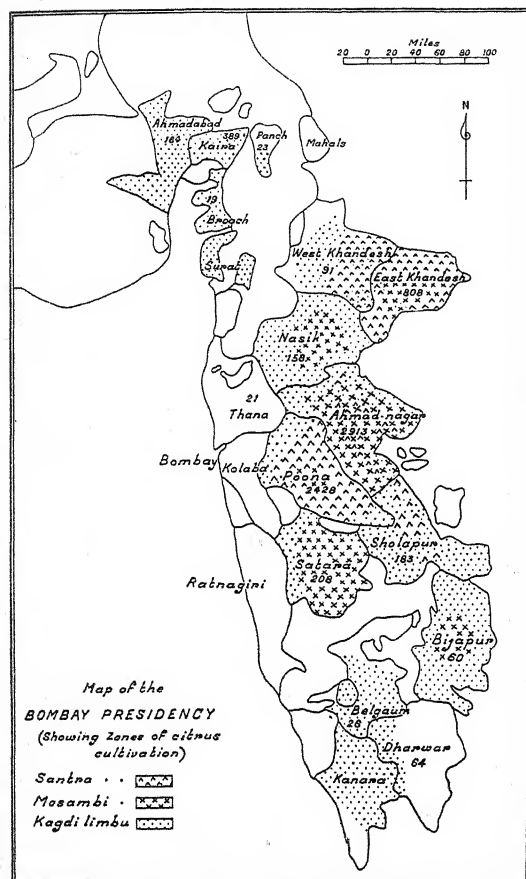 Miles
20 0 20 40 60 80 100
N
Ahmadabad
Kaira
389
Panch
23
Mahals
19
Broach
Surat
West Khandesh
91
East Khandesh
808
Nasik
158
21
Thana
Ahmad-nagar
2913
Bombay
Kolaba
Poona
2428
Sholapur
183
Satara
208
Ratnagiri
Bijapur
60
Belgaum
26
Dharwar
64
Kanara
Map of the
BOMBAY PRESIDENCY
(Showing Zones of citrus
cultivation)
Santra
Mosambi
Kagdi limbu